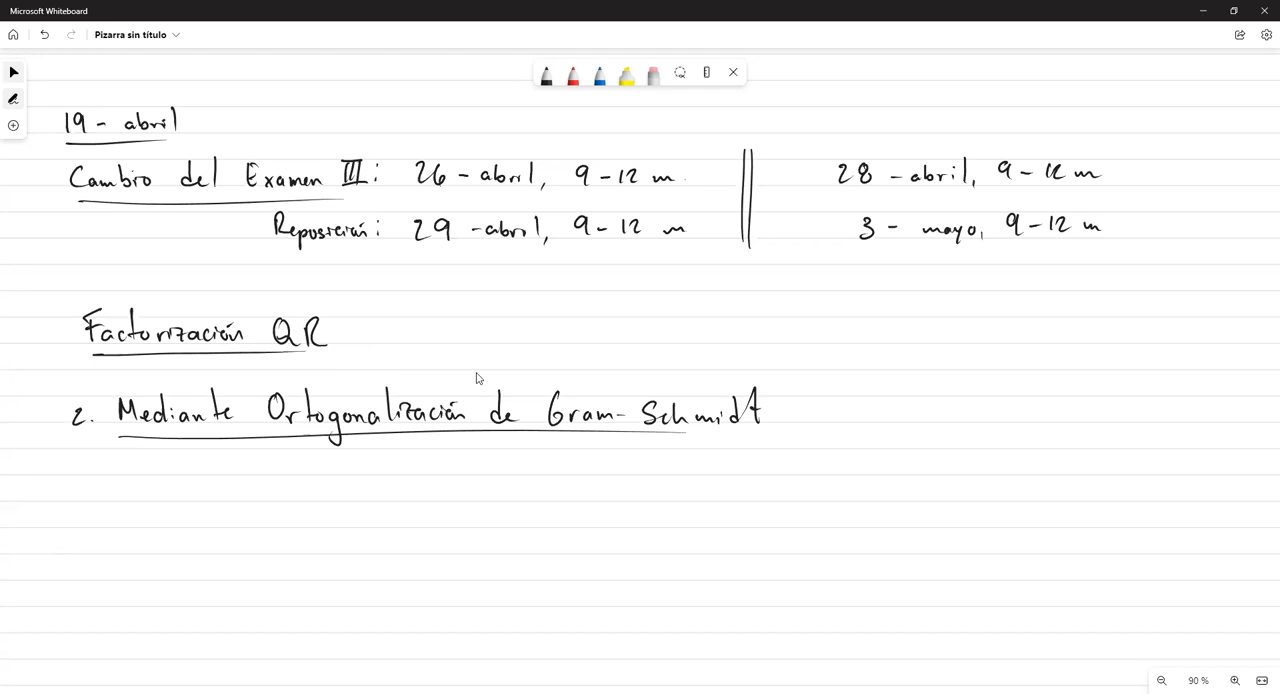 Microsoft Whiteboard
Pizarra sin título
19 - abril
Cambio del Examen III: 26 - abril, 9 - 12 m 28 - abril, 9 - 12 m
Reposición: 29 - abril, 9 - 12 m 3 - mayo, 9 - 12 m
Factorización QR
2. Mediante Ortogonalización de Gram - Schmidt
90 %